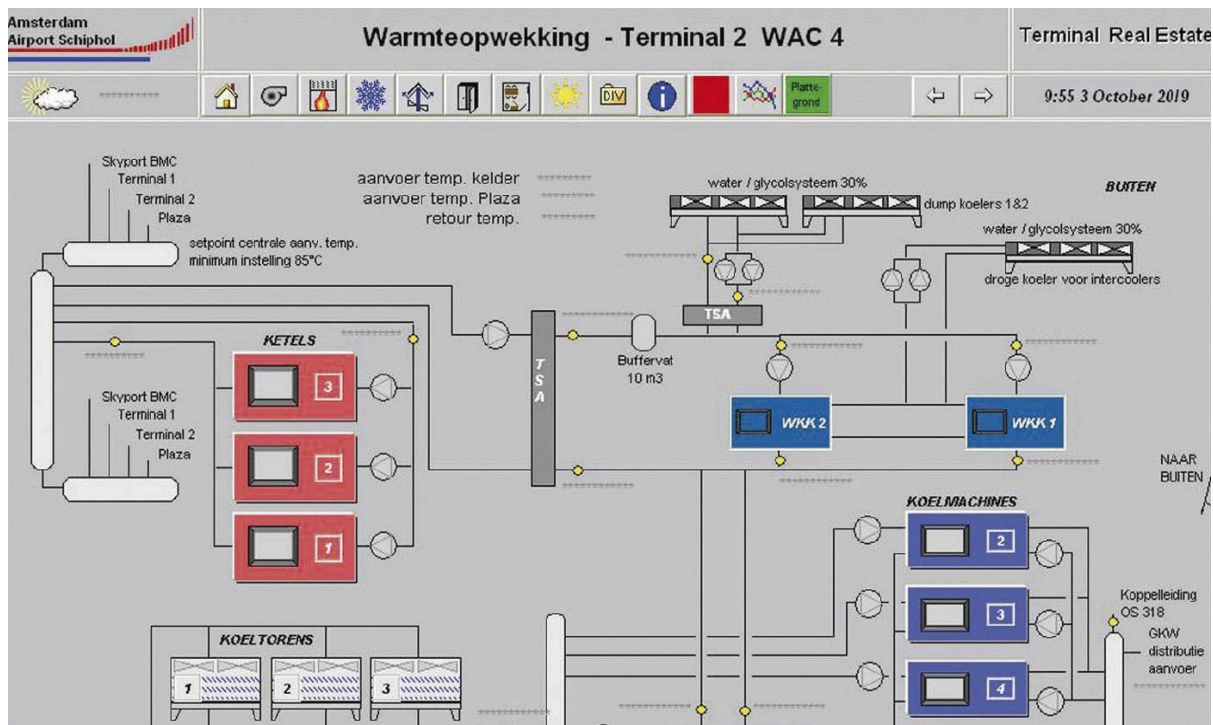 Amsterdam
Airport Schiphol
Warmteopwekking - Terminal 2 WAC 4
Terminal Real Estate
DIV
i
Platte-
grond
9:55 3 October 2019
Skyport BMC
Terminal 1
Terminal 2
Plaza
setpoint centrale aanv. temp.
minimum instelling 85°C
aanvoer temp. kelder
aanvoer temp. Plaza
retour temp.
water / glycolsysteem 30%
dump koelers 1&2
BUITEN
water / glycolsysteem 30%
droge koeler voor intercoolers
TSA
KETELS
3
2
1
TSA
Buffervat
10 m3
WKK 2
WKK 1
Skyport BMC
Terminal 1
Terminal 2
Plaza
NAAR
BUITEN
KOELMACHINES
2
3
4
Koppelleiding
OS 318
GKW
distributie
aanvoer
KOELTORENS
1
2
3